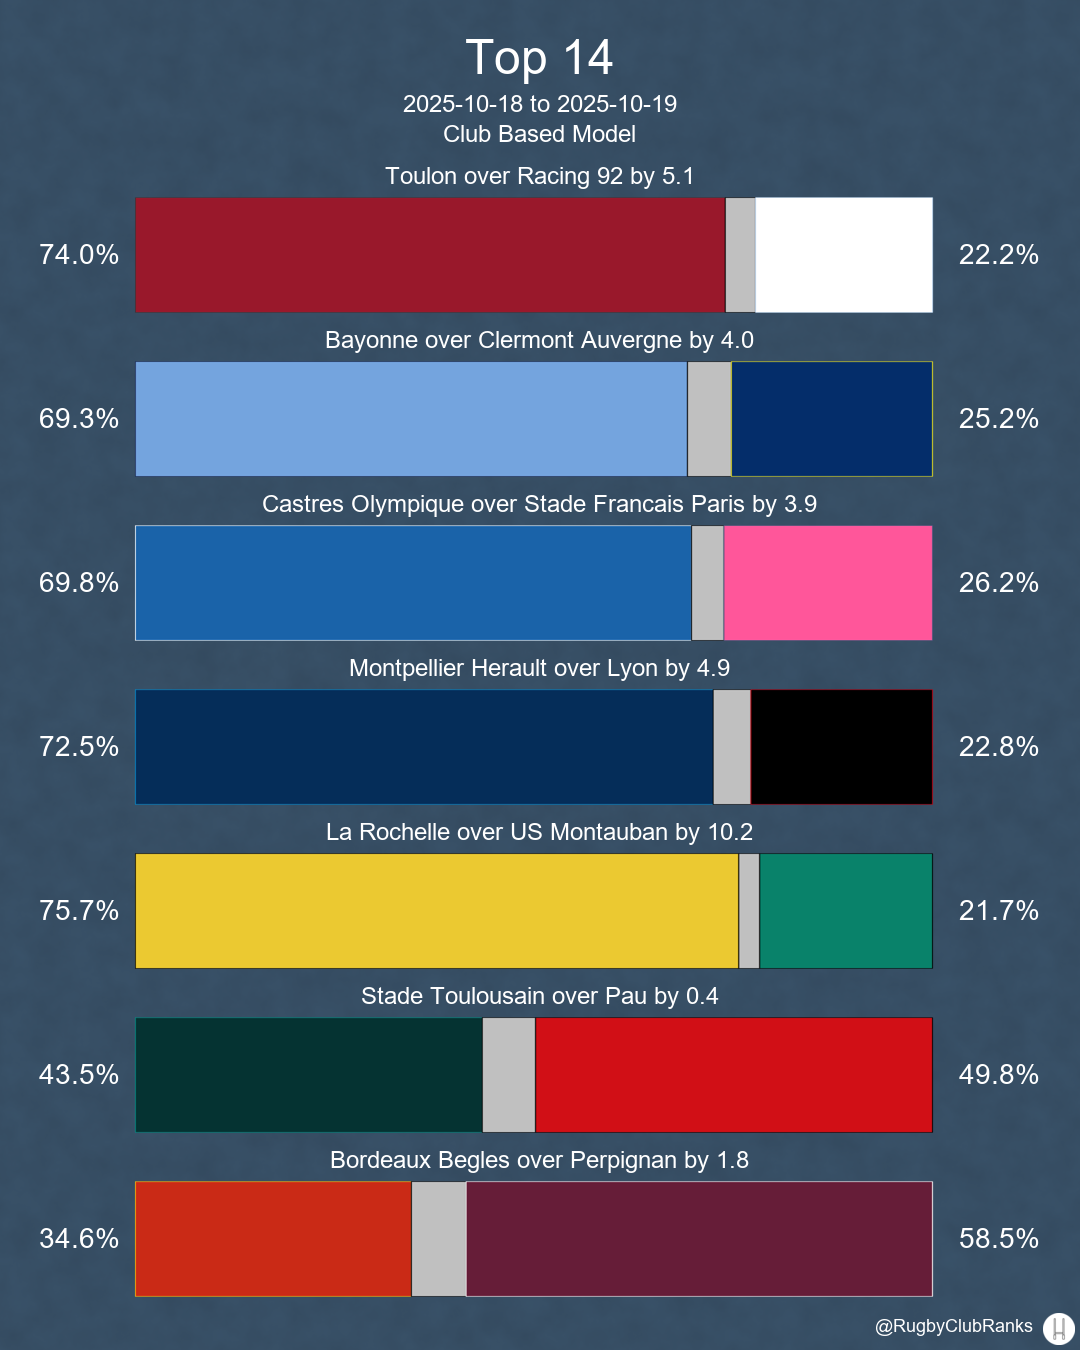 Top 14
2025-10-18 to 2025-10-19
Club Based Model
Toulon over Racing 92 by 5.1
74.0% 22.2%
Bayonne over Clermont Auvergne by 4.0
69.3% 25.2%
Castres Olympique over Stade Francais Paris by 3.9
69.8% 26.2%
Montpellier Herault over Lyon by 4.9
72.5% 22.8%
La Rochelle over US Montauban by 10.2
75.7% 21.7%
Stade Toulousain over Pau by 0.4
43.5% 49.8%
Bordeaux Begles over Perpignan by 1.8
34.6% 58.5%
@RugbyClubRanks